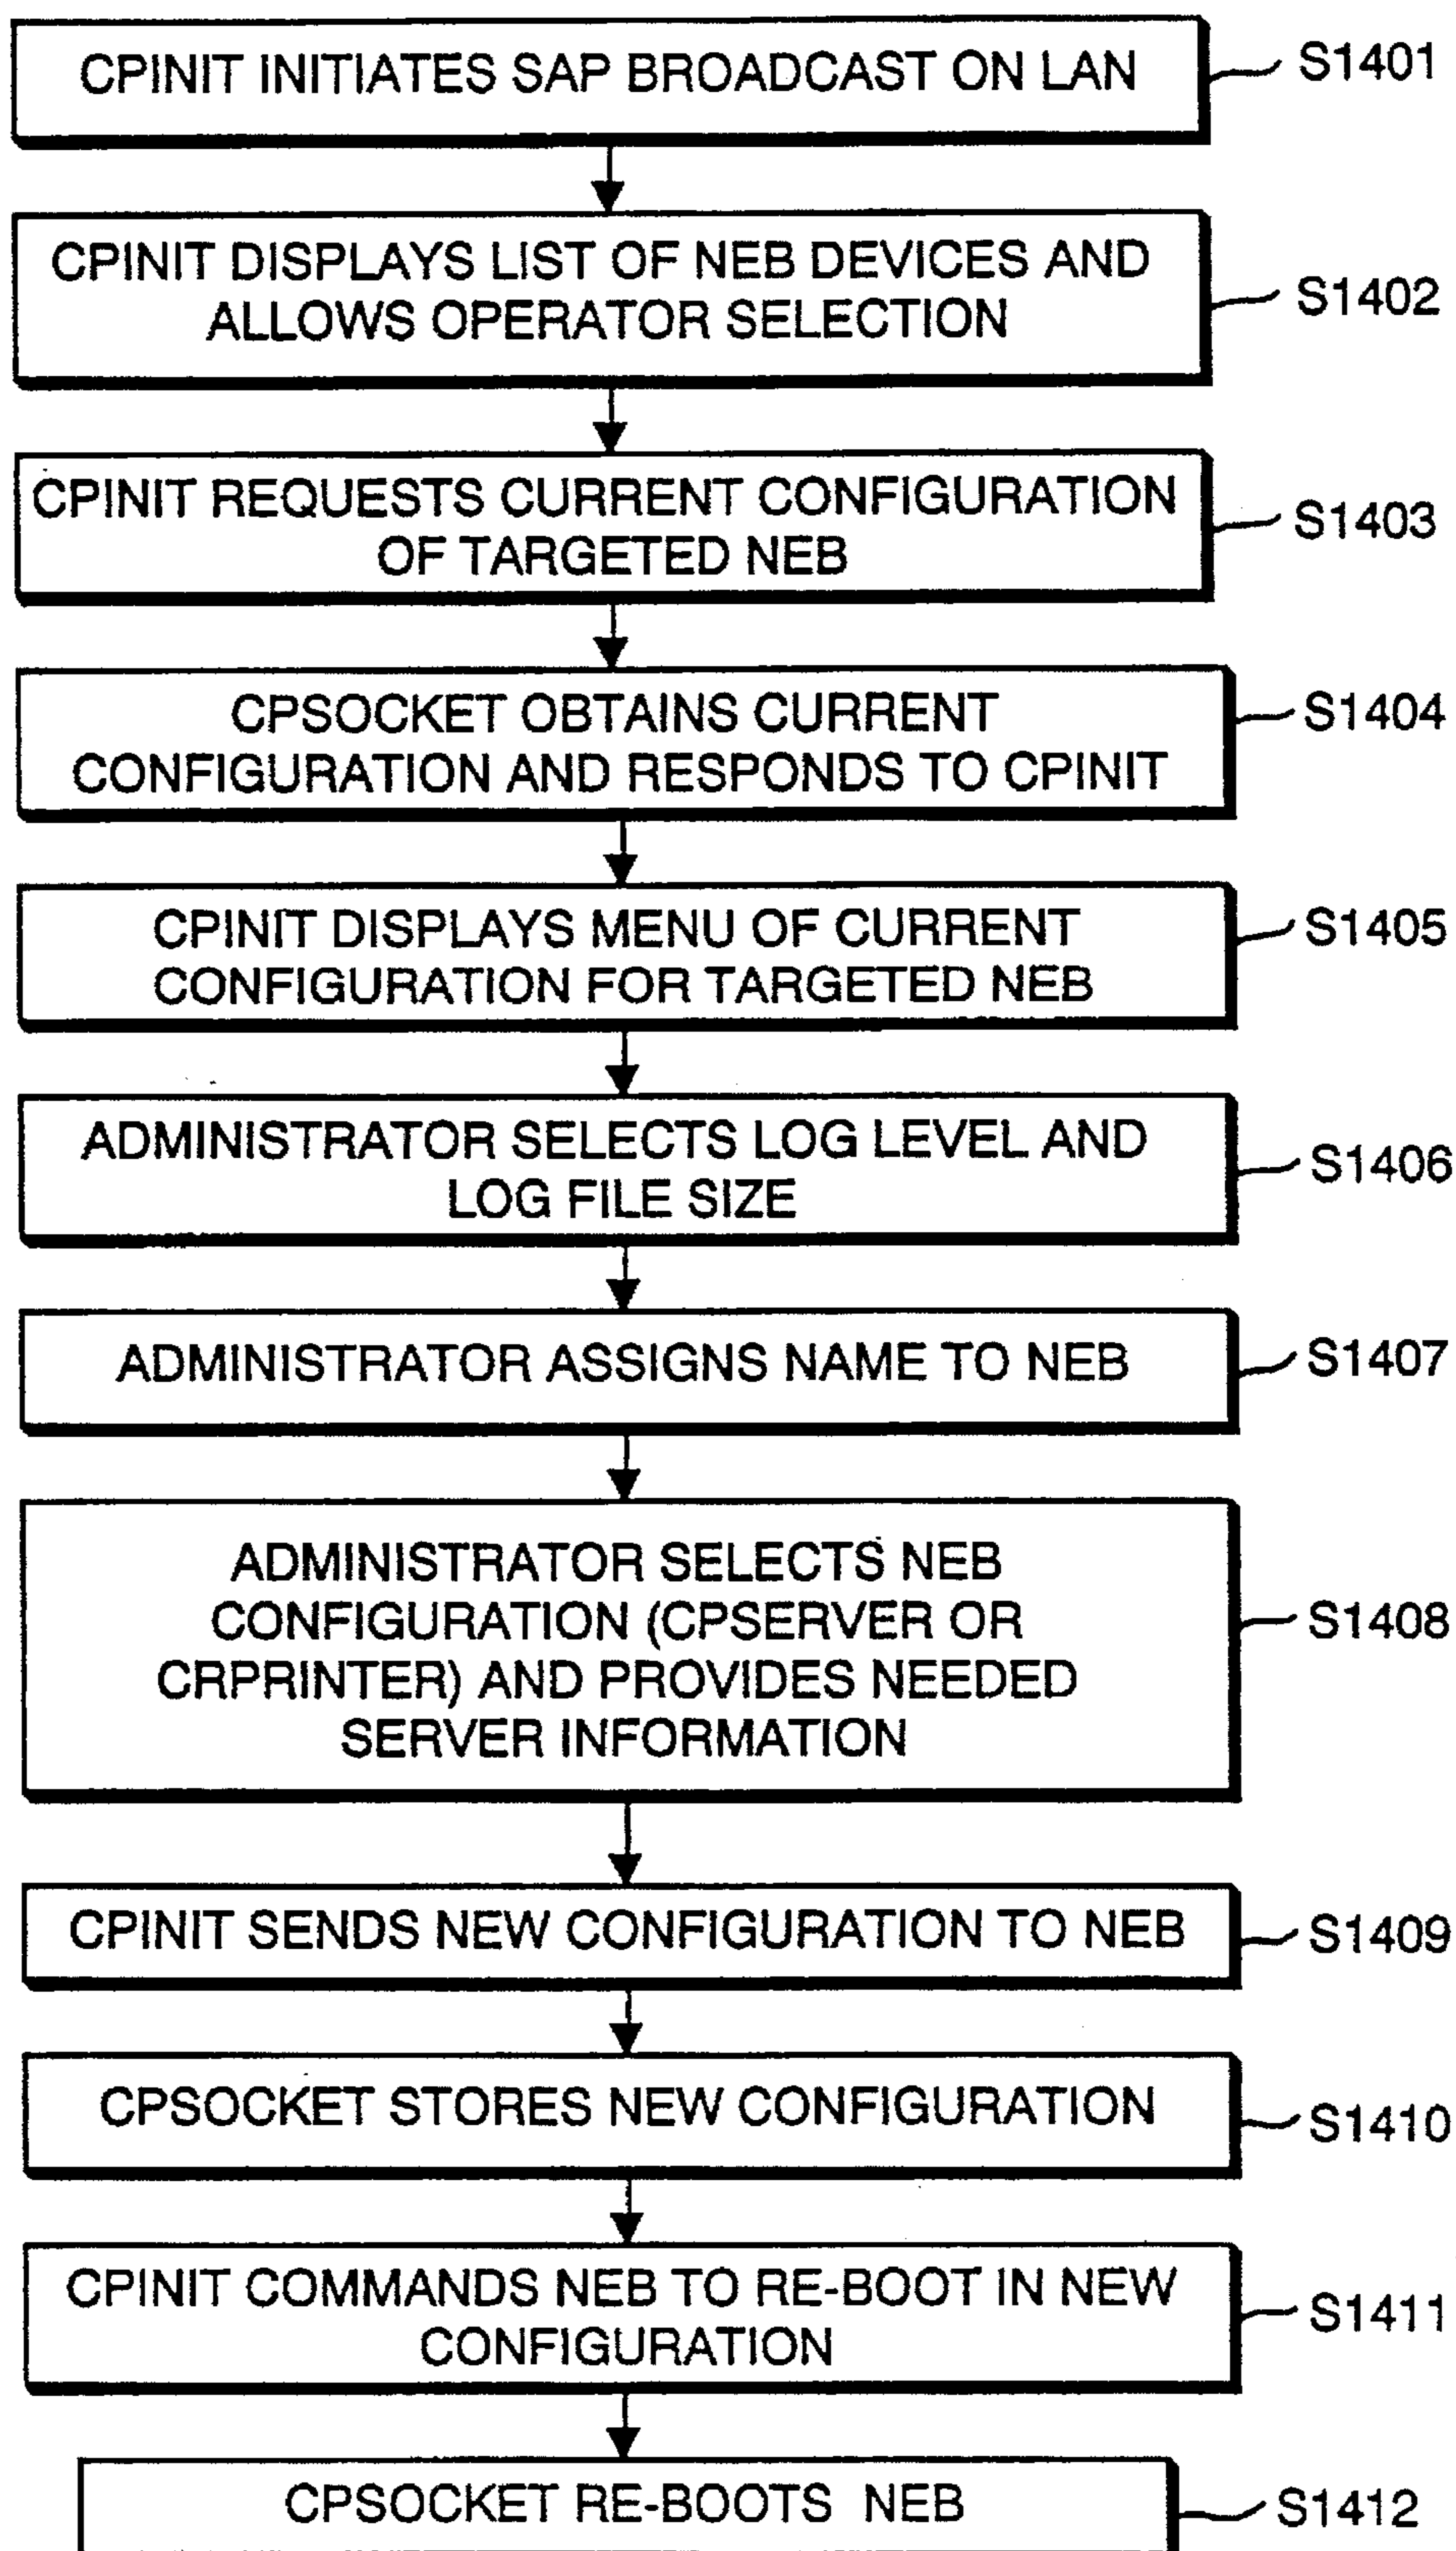 CPINIT INITIATES SAP BROADCAST ON LAN
S1401
CPINIT DISPLAYS LIST OF NEB DEVICES AND
ALLOWS OPERATOR SELECTION
S1402
CPINIT REQUESTS CURRENT CONFIGURATION
OF TARGETED NEB
S1403
CPSOCKET OBTAINS CURRENT
CONFIGURATION AND RESPONDS TO CPINIT
S1404
CPINIT DISPLAYS MENU OF CURRENT
CONFIGURATION FOR TARGETED NEB
S1405
ADMINISTRATOR SELECTS LOG LEVEL AND
LOG FILE SIZE
S1406
ADMINISTRATOR ASSIGNS NAME TO NEB
S1407
ADMINISTRATOR SELECTS NEB
CONFIGURATION (CPSERVER OR
CRPRINTER) AND PROVIDES NEEDED
SERVER INFORMATION
S1408
CPINIT SENDS NEW CONFIGURATION TO NEB
S1409
CPSOCKET STORES NEW CONFIGURATION
S1410
CPINIT COMMANDS NEB TO RE-BOOT IN NEW
CONFIGURATION
S1411
CPSOCKET RE-BOOTS NEB
S1412